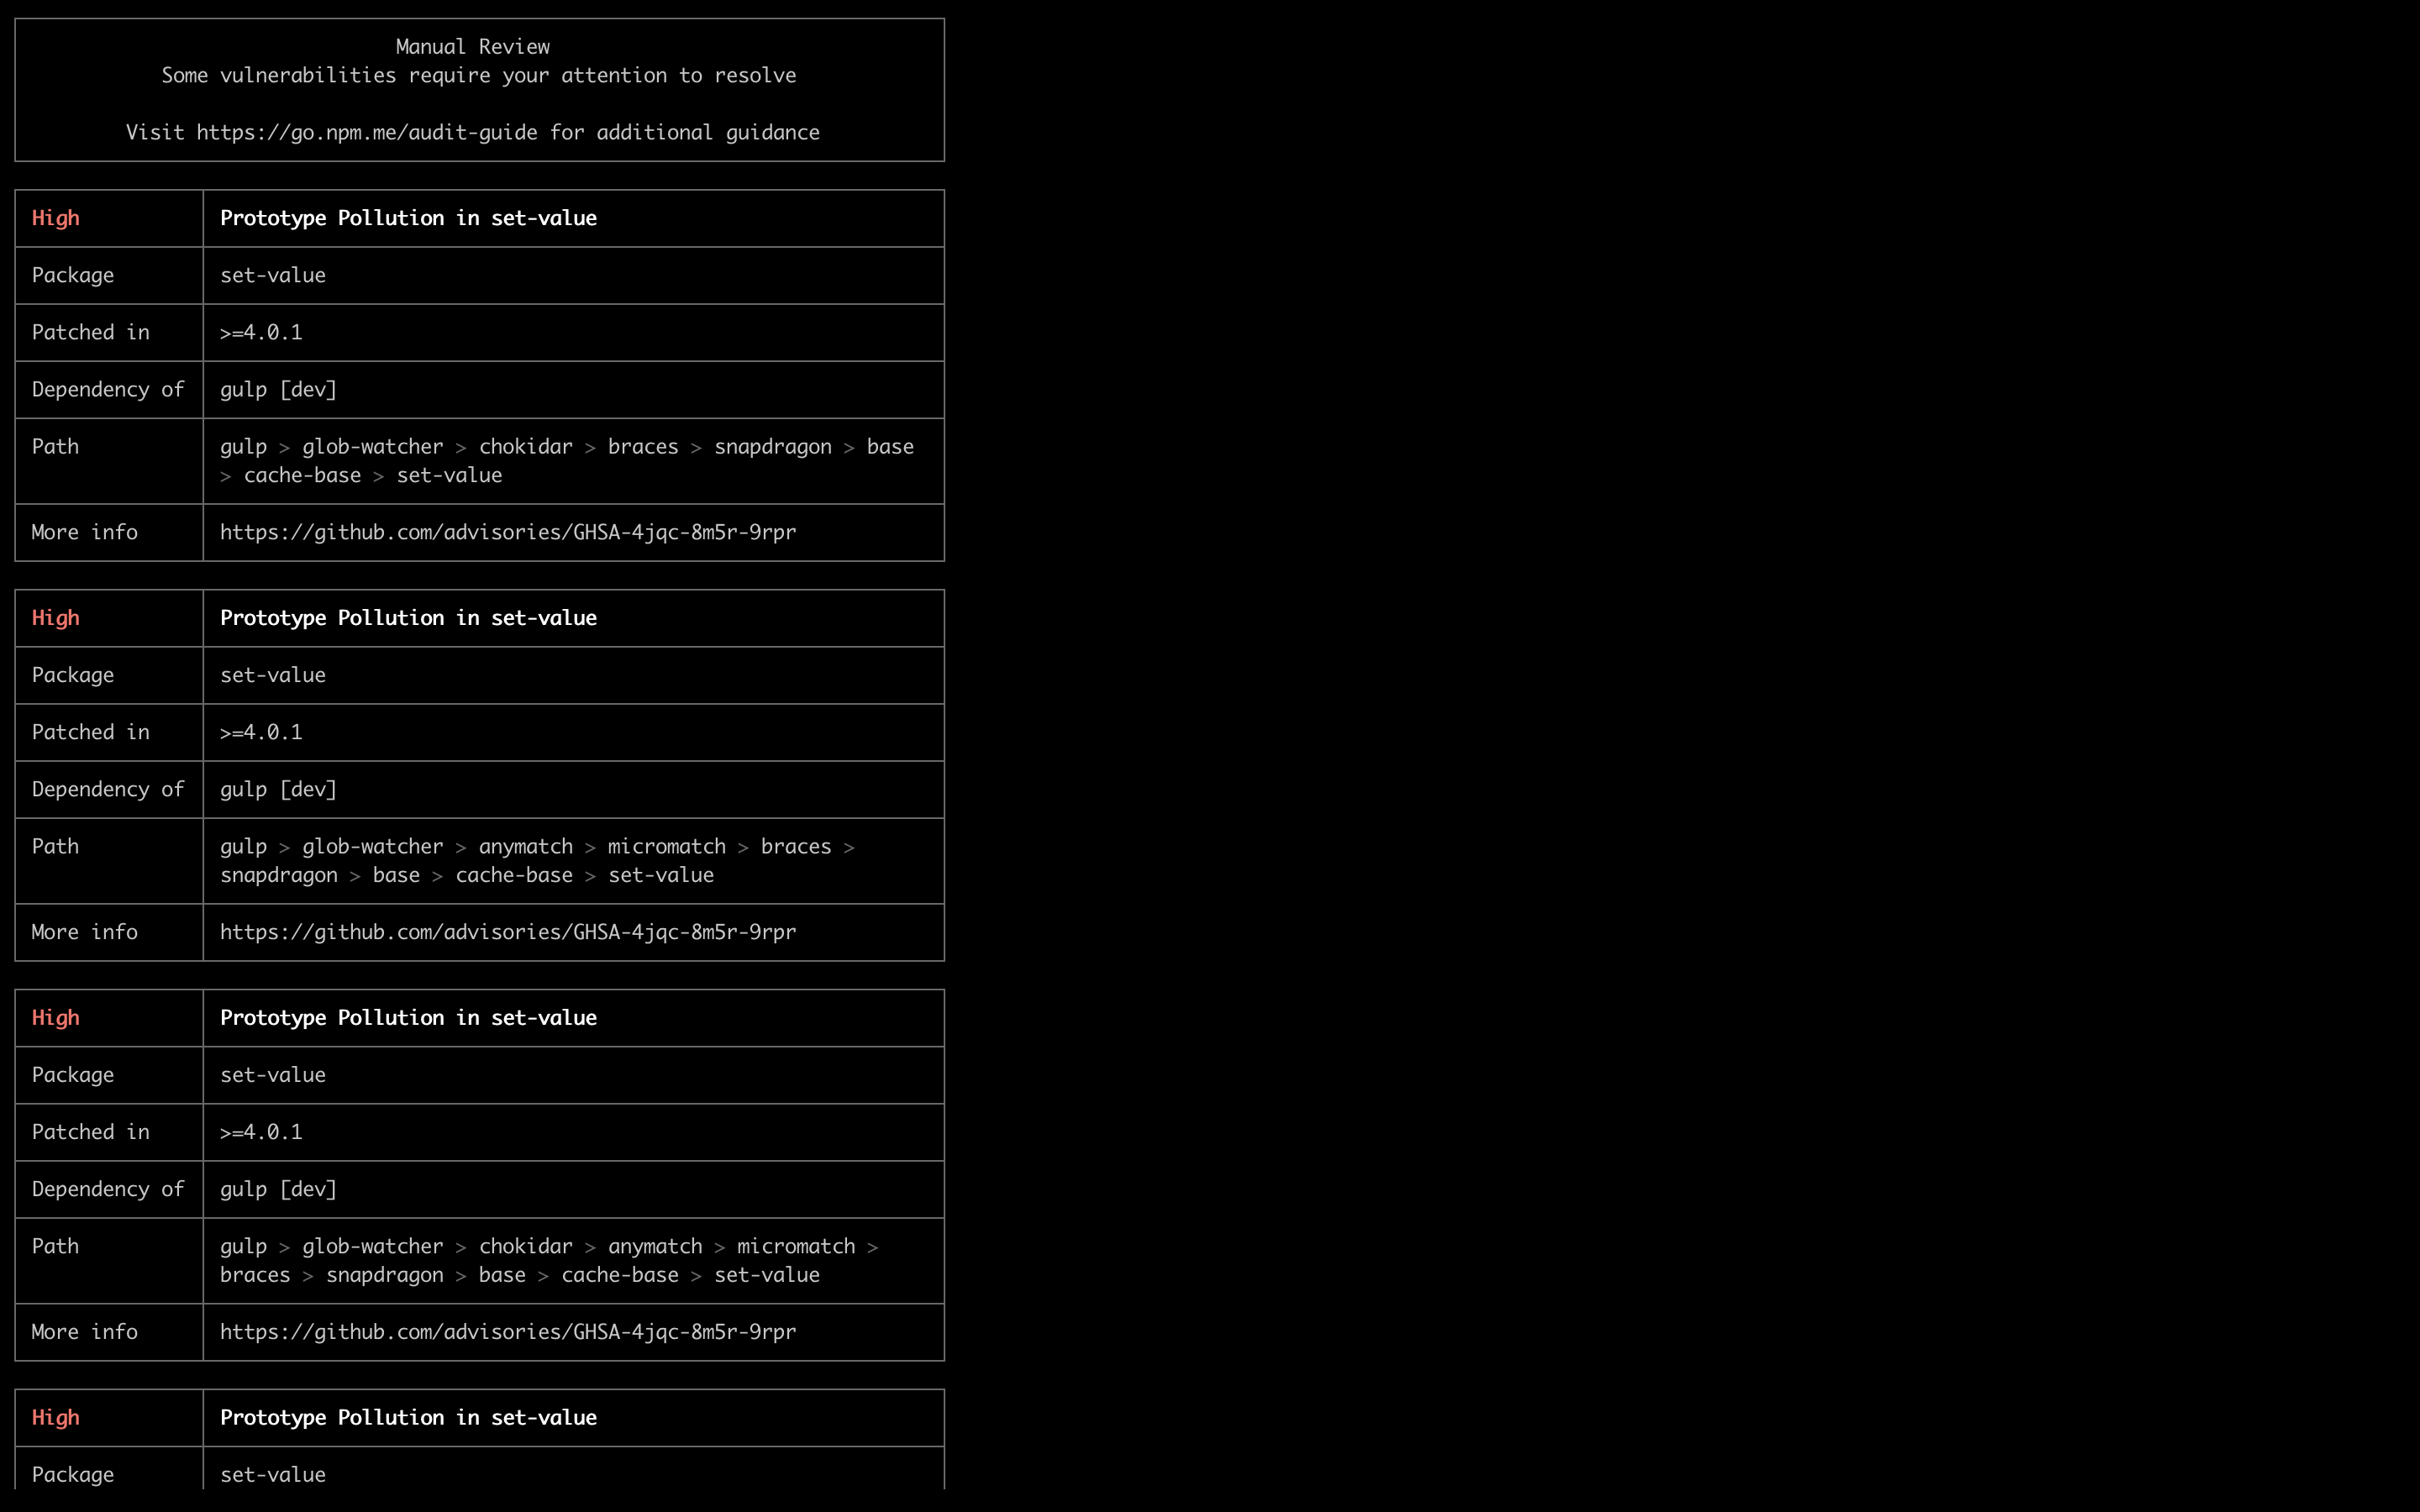 Manual Review
Some vulnerabilities require your attention to resolve
Visit https://go.npm.me/audit-guide for additional guidance
High Prototype Pollution in set-value
Package set-value
Patched in >=4.0.1
Dependency of gulp [dev]
Path gulp > glob-watcher > chokidar > braces > snapdragon > base
> cache-base > set-value
More info https://github.com/advisories/GHSA-4jqc-8m5r-9rpr
High Prototype Pollution in set-value
Package set-value
Patched in >=4.0.1
Dependency of gulp [dev]
Path gulp > glob-watcher > anymatch > micromatch > braces >
snapdragon > base > cache-base > set-value
More info https://github.com/advisories/GHSA-4jqc-8m5r-9rpr
High Prototype Pollution in set-value
Package set-value
Patched in >=4.0.1
Dependency of gulp [dev]
Path gulp > glob-watcher > chokidar > anymatch > micromatch >
braces > snapdragon > base > cache-base > set-value
More info https://github.com/advisories/GHSA-4jqc-8m5r-9rpr
High Prototype Pollution in set-value
Package set-value